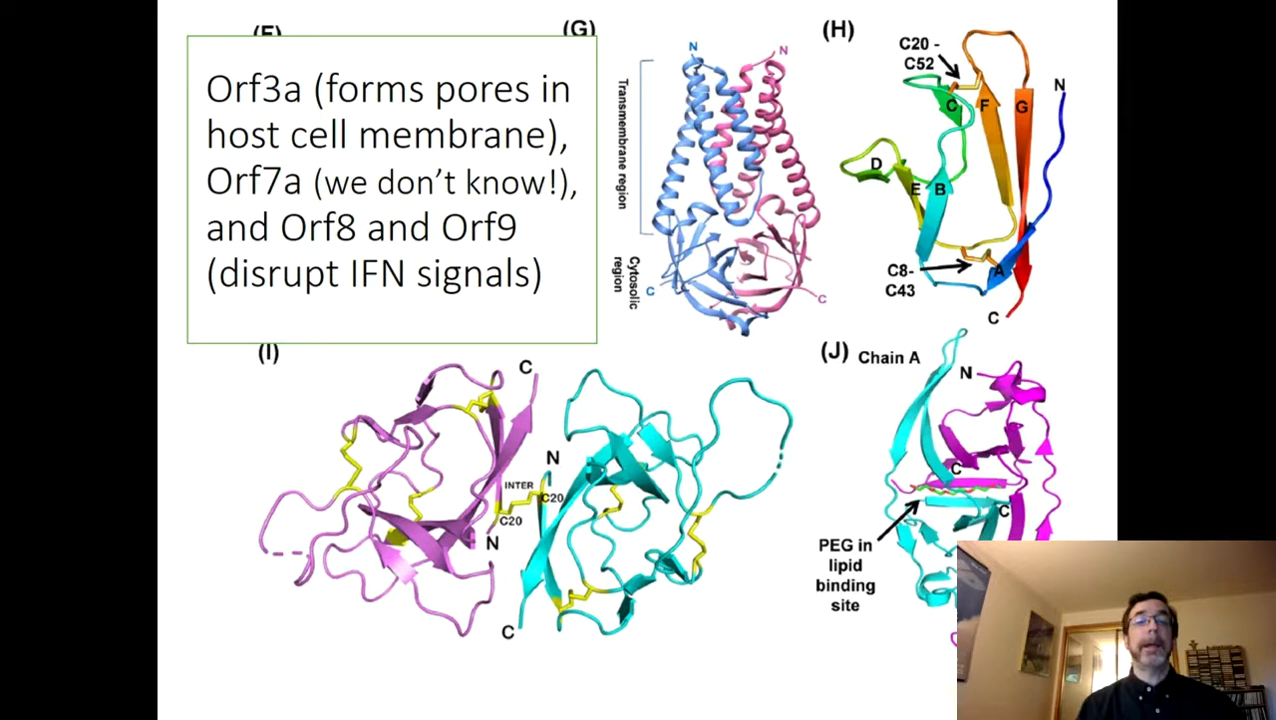 (G)
(H)
Orf3a (forms pores in
host cell membrane),
Orf7a (we don’t know!),
and Orf8 and Orf9
(disrupt IFN signals)
N
N
Transmembrane region
Cytosolic
region
C
C
C20 -
C52
N
C
F
G
D
E
B
C8-
C43
A
C
(I)
C
N
INTER
C20
C20
N
C
(J)
Chain A
N
C
C
PEG in
lipid
binding
site